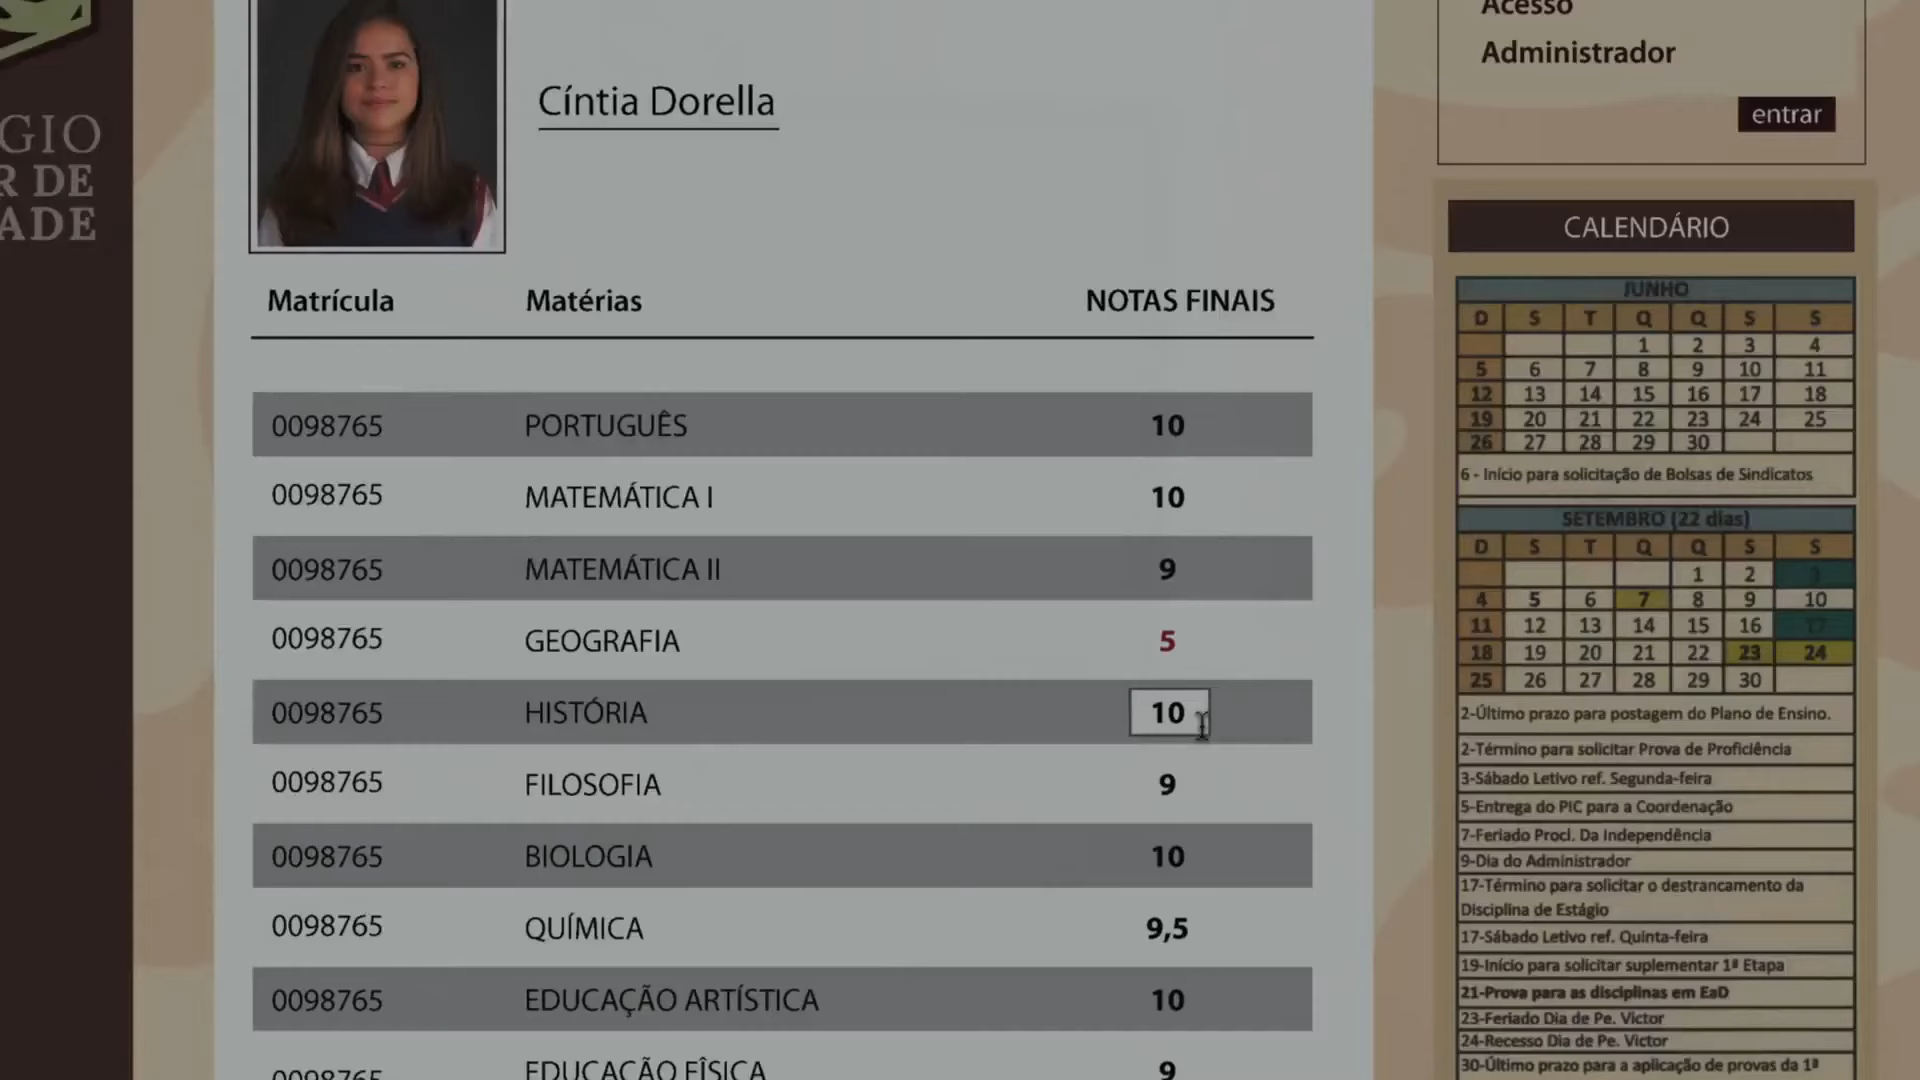 GIO
R DE
ADE
Cíntia Dorella
Matrícula Matérias NOTAS FINAIS
0098765 PORTUGUÊS 10
0098765 MATEMÁTICA I 10
0098765 MATEMÁTICA II 9
0098765 GEOGRAFIA 5
0098765 HISTÓRIA 10
0098765 FILOSOFIA 9
0098765 BIOLOGIA 10
0098765 QUÍMICA 9,5
0098765 EDUCAÇÃO ARTÍSTICA 10
0098765 EDUCAÇÃO FÍSICA 9
Acesso
Administrador
entrar
CALENDÁRIO
JUNHO
D S T Q Q S S
1 2 3 4
5 6 7 8 9 10 11
12 13 14 15 16 17 18
19 20 21 22 23 24 25
26 27 28 29 30
6 - Início para solicitação de Bolsas de Sindicatos
SETEMBRO (22 dias)
D S T Q Q S S
1 2 3
4 5 6 7 8 9 10
11 12 13 14 15 16 17
18 19 20 21 22 23 24
25 26 27 28 29 30
2-Último prazo para postagem do Plano de Ensino.
2-Término para solicitar Prova de Proficiência
3-Sábado Letivo ref. Segunda-feira
5-Entrega do PIC para a Coordenação
7-Feriado Procl. Da Independência
9-Dia do Administrador
17-Término para solicitar o destrancamento da
Disciplina de Estágio
17-Sábado Letivo ref. Quinta-feira
19-Início para solicitar suplementar 1ª Etapa
21-Prova para as disciplinas em EaD
23-Feriado Dia de Pe. Victor
24-Recesso Dia de Pe. Victor
30-Último prazo para a aplicação de provas da 1ª